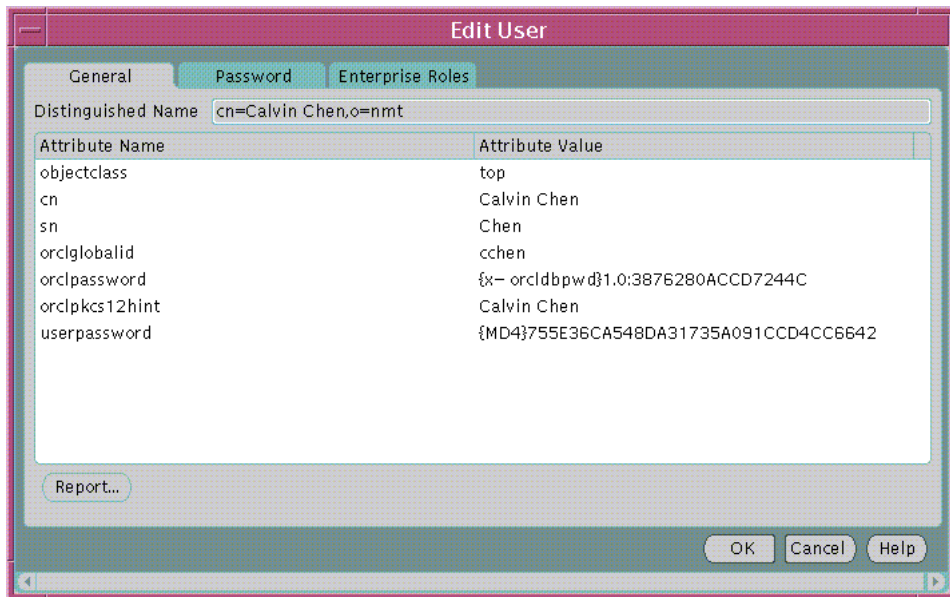 Edit User
General Password Enterprise Roles
Distinguished Name cn=Calvin Chen,o=nmt
Attribute Name Attribute Value
objectclass top
cn Calvin Chen
sn Chen
orclglobalid cchen
orclpassword {x- orcldbpwd}1.0:3876280ACCD7244C
orclpkcs12hint Calvin Chen
userpassword {MD4}755E36CA548DA31735A091CCD4CC6642
Report...
OK Cancel Help